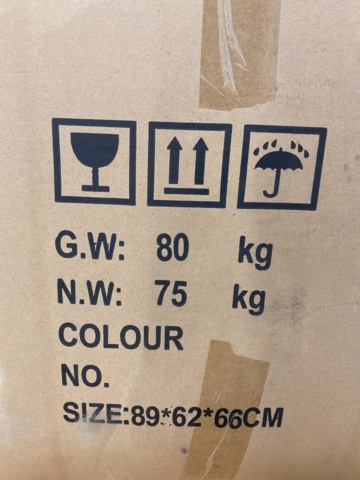 G.W: 80 kg
N.W: 75 kg
COLOUR
NO.
SIZE:89*62*66CM